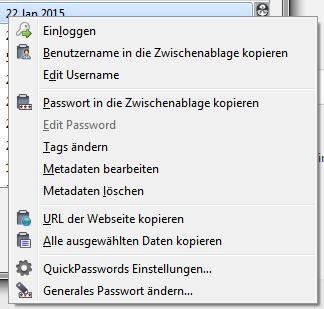 22 Jan 2015
Einloggen
Benutzername in die Zwischenablage kopieren
Edit Username
Passwort in die Zwischenablage kopieren
Edit Password
Tags ändern
Metadaten bearbeiten
Metadaten löschen
URL der Webseite kopieren
Alle ausgewählten Daten kopieren
QuickPasswords Einstellungen...
Generales Passwort ändern...